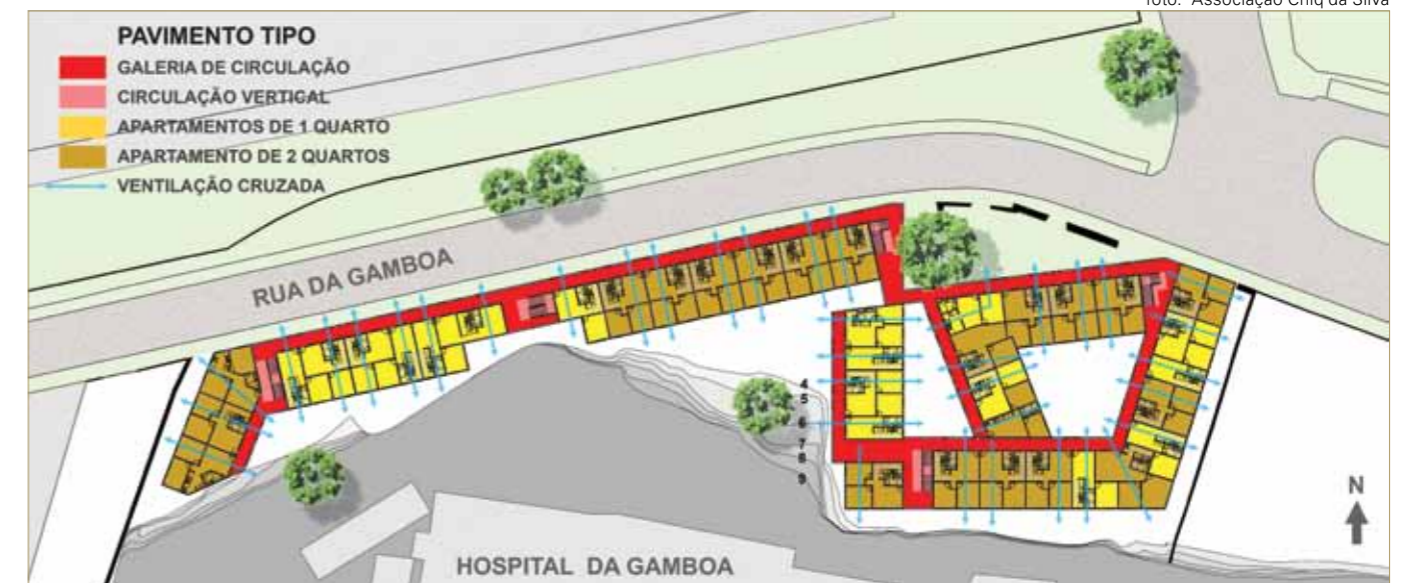 foto: Associação Chiq da Silva
PAVIMENTO TIPO
GALERIA DE CIRCULAÇÃO
CIRCULAÇÃO VERTICAL
APARTAMENTOS DE 1 QUARTO
APARTAMENTO DE 2 QUARTOS
VENTILAÇÃO CRUZADA
RUA DA GAMBOA
4
5
6
7
8
9
HOSPITAL DA GAMBOA
N